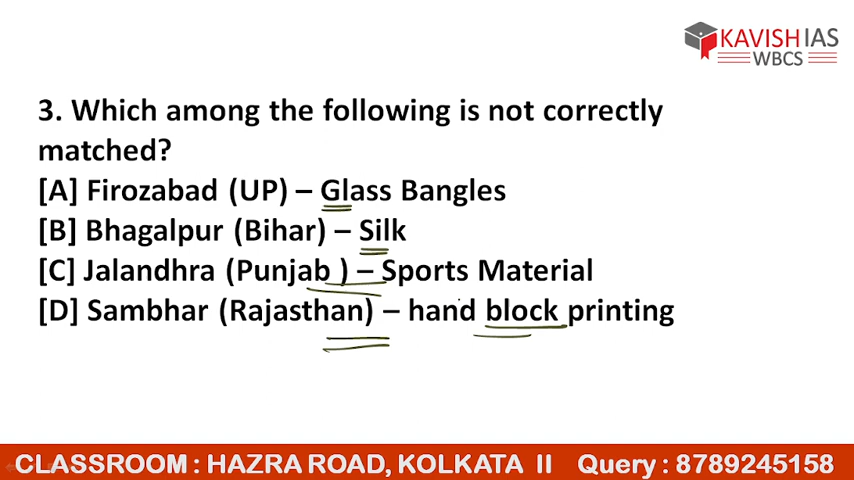 KAVISH IAS
WBCS
3. Which among the following is not correctly
matched?
[A] Firozabad (UP) – Glass Bangles
[B] Bhagalpur (Bihar) – Silk
[C] Jalandhra (Punjab ) – Sports Material
[D] Sambhar (Rajasthan) – hand block printing
CLASSROOM : HAZRA ROAD, KOLKATA II Query : 8789245158